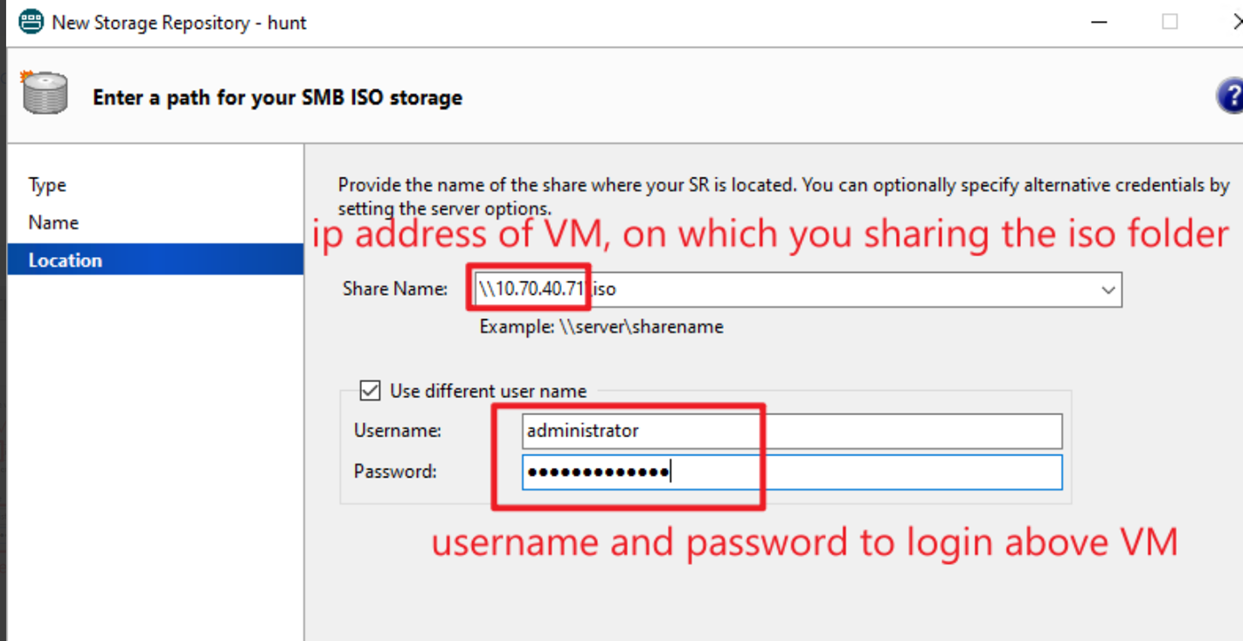 New Storage Repository - hunt
Enter a path for your SMB ISO storage
?
Type
Name
Location
Provide the name of the share where your SR is located. You can optionally specify alternative credentials by
setting the server options.
ip address of VM, on which you sharing the iso folder
Share Name: \\10.70.40.71\iso
Example: \\server\sharename
Use different user name
Username: administrator
Password: •••••••••••••
username and password to login above VM